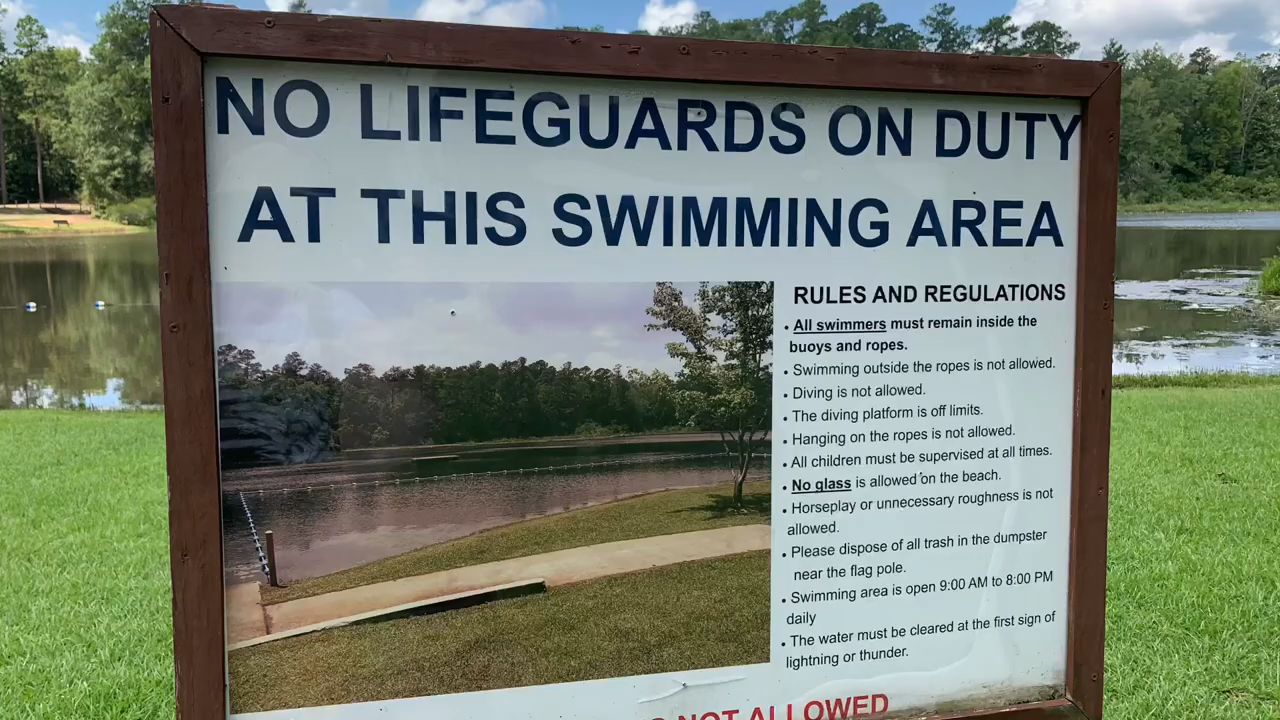 NO LIFEGUARDS ON DUTY
AT THIS SWIMMING AREA
RULES AND REGULATIONS
• All swimmers must remain inside the
buoys and ropes.
• Swimming outside the ropes is not allowed.
• Diving is not allowed.
• The diving platform is off limits.
• Hanging on the ropes is not allowed.
• All children must be supervised at all times.
• No glass is allowed on the beach.
• Horseplay or unnecessary roughness is not
allowed.
• Please dispose of all trash in the dumpster
near the flag pole.
• Swimming area is open 9:00 AM to 8:00 PM
daily
• The water must be cleared at the first sign of
lightning or thunder.
NOT ALLOWED